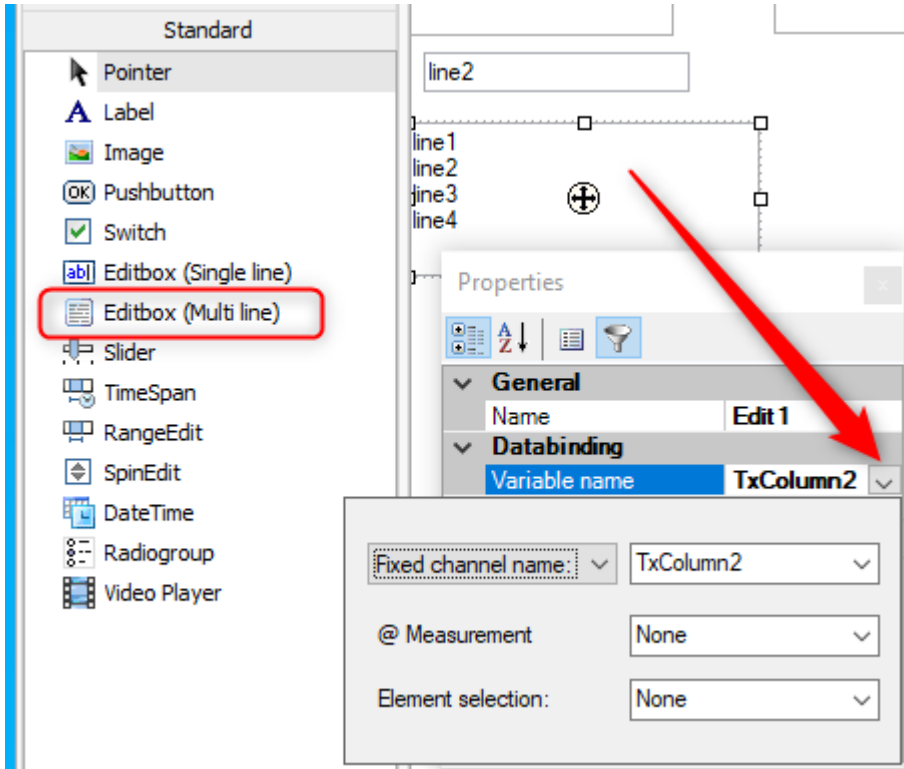 Standard
Pointer
A Label
Image
OK Pushbutton
Switch
ab Editbox (Single line)
Editbox (Multi line)
Slider
TimeSpan
RangeEdit
SpinEdit
DateTime
Radiogroup
Video Player
line2
line1
line2
line3
line4
Properties
x
A Z
General
Name Edit1
Databinding
Variable name TxColumn2
Fixed channel name: TxColumn2
@ Measurement None
Element selection: None